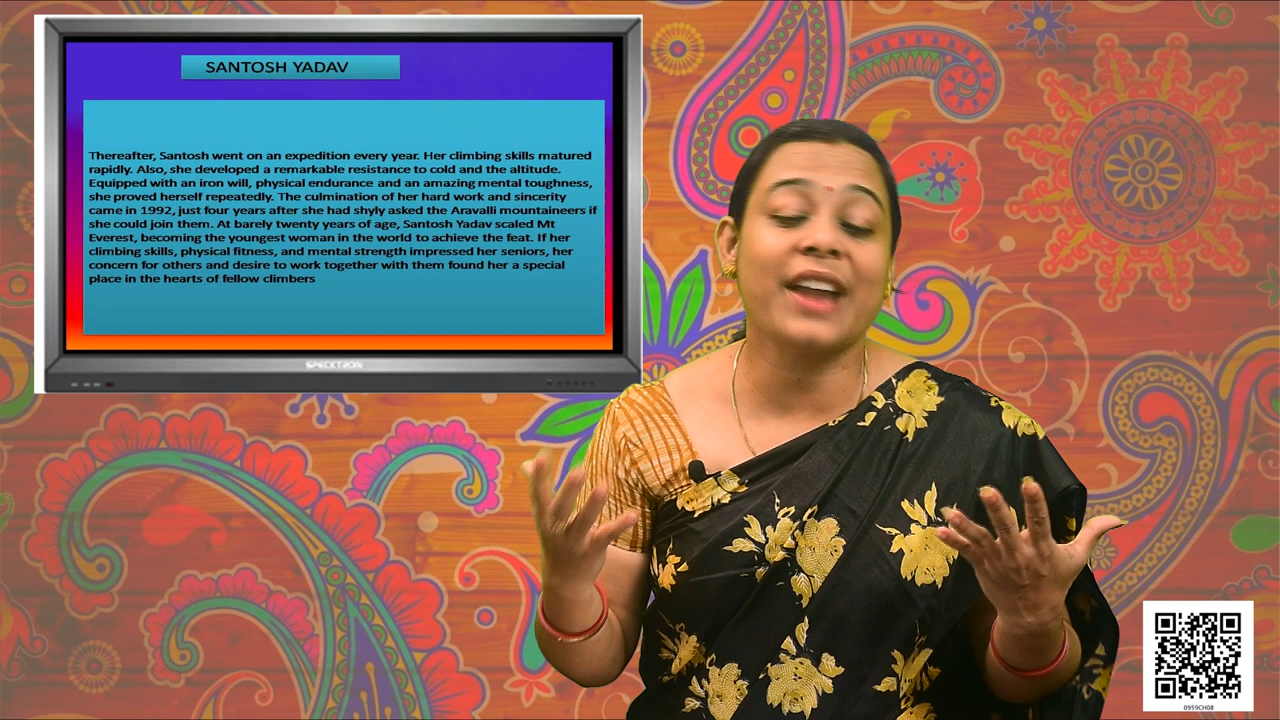 SANTOSH YADAV
Thereafter, Santosh went on an expedition every year. Her climbing skills matured
rapidly. Also, she developed a remarkable resistance to cold and the altitude.
Equipped with an iron will, physical endurance and an amazing mental toughness,
she proved herself repeatedly. The culmination of her hard work and sincerity
came in 1992, just four years after she had shyly asked the Aravalli mountaineers if
she could join them. At barely twenty years of age, Santosh Yadav scaled Mt
Everest, becoming the youngest woman in the world to achieve the feat. If her
climbing skills, physical fitness, and mental strength impressed her seniors, her
concern for others and desire to work together with them found her a special
place in the hearts of fellow climbers
SPECKTRON
0959CH08